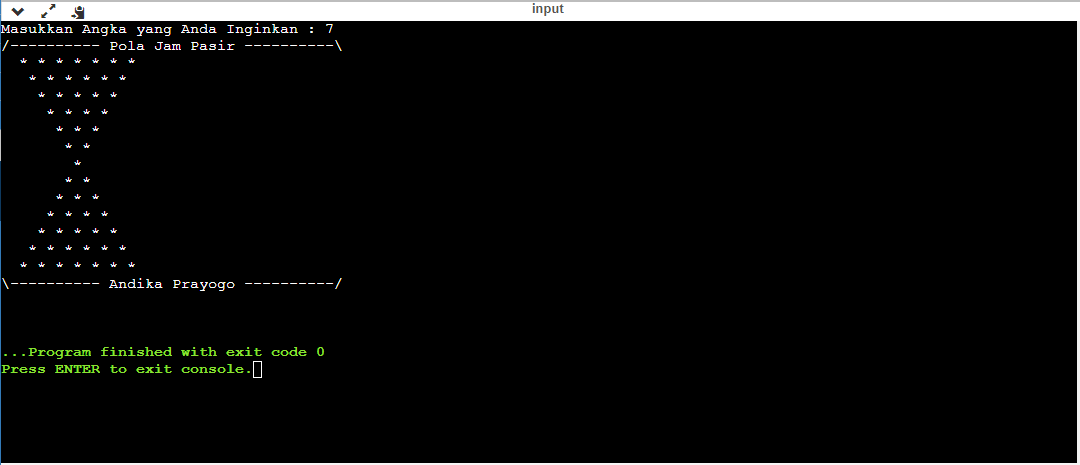 input
Masukkan Angka yang Anda Inginkan : 7
/---------- Pola Jam Pasir ----------\
  * * * * * * *
   * * * * * *
    * * * * *
     * * * *
      * * *
       * *
        *
       * *
      * * *
     * * * *
    * * * * *
   * * * * * *
  * * * * * * *
\---------- Andika Prayogo ----------/
...Program finished with exit code 0
Press ENTER to exit console.